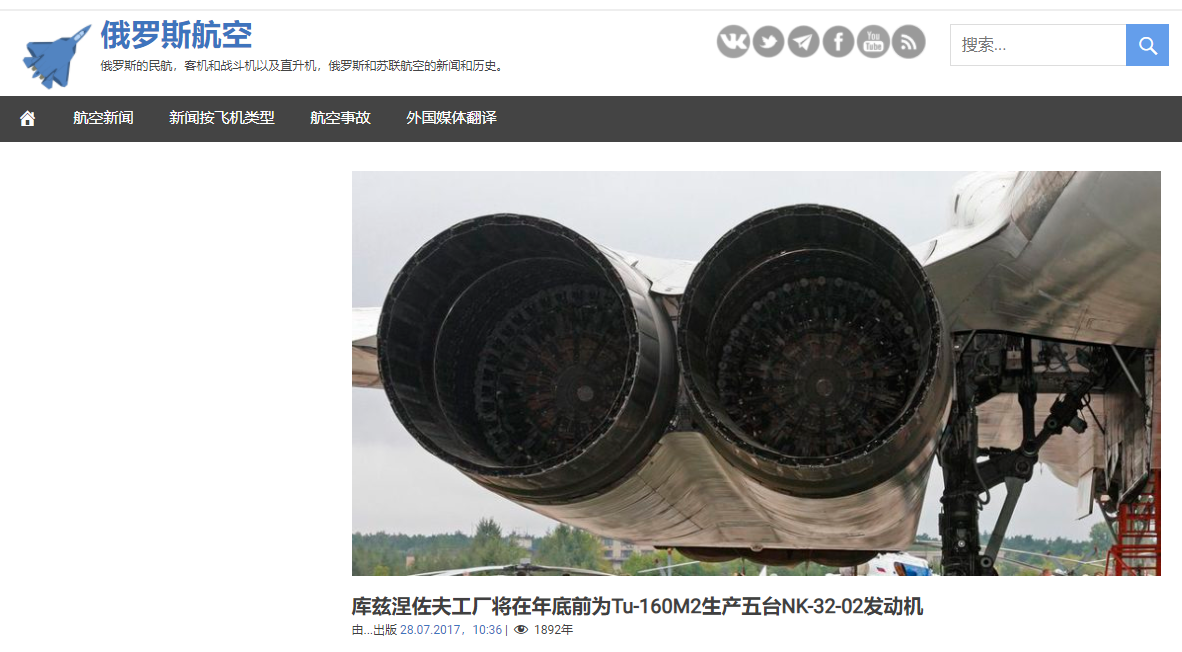 俄罗斯航空
俄罗斯的民航，客机和战斗机以及直升机，俄罗斯和苏联航空的新闻和历史。
You
Tube
搜索...
航空新闻 新闻按飞机类型 航空事故 外国媒体翻译
库兹涅佐夫工厂将在年底前为Tu-160M2生产五台NK-32-02发动机
由...出版 28.07.2017，10:36 | 1892年